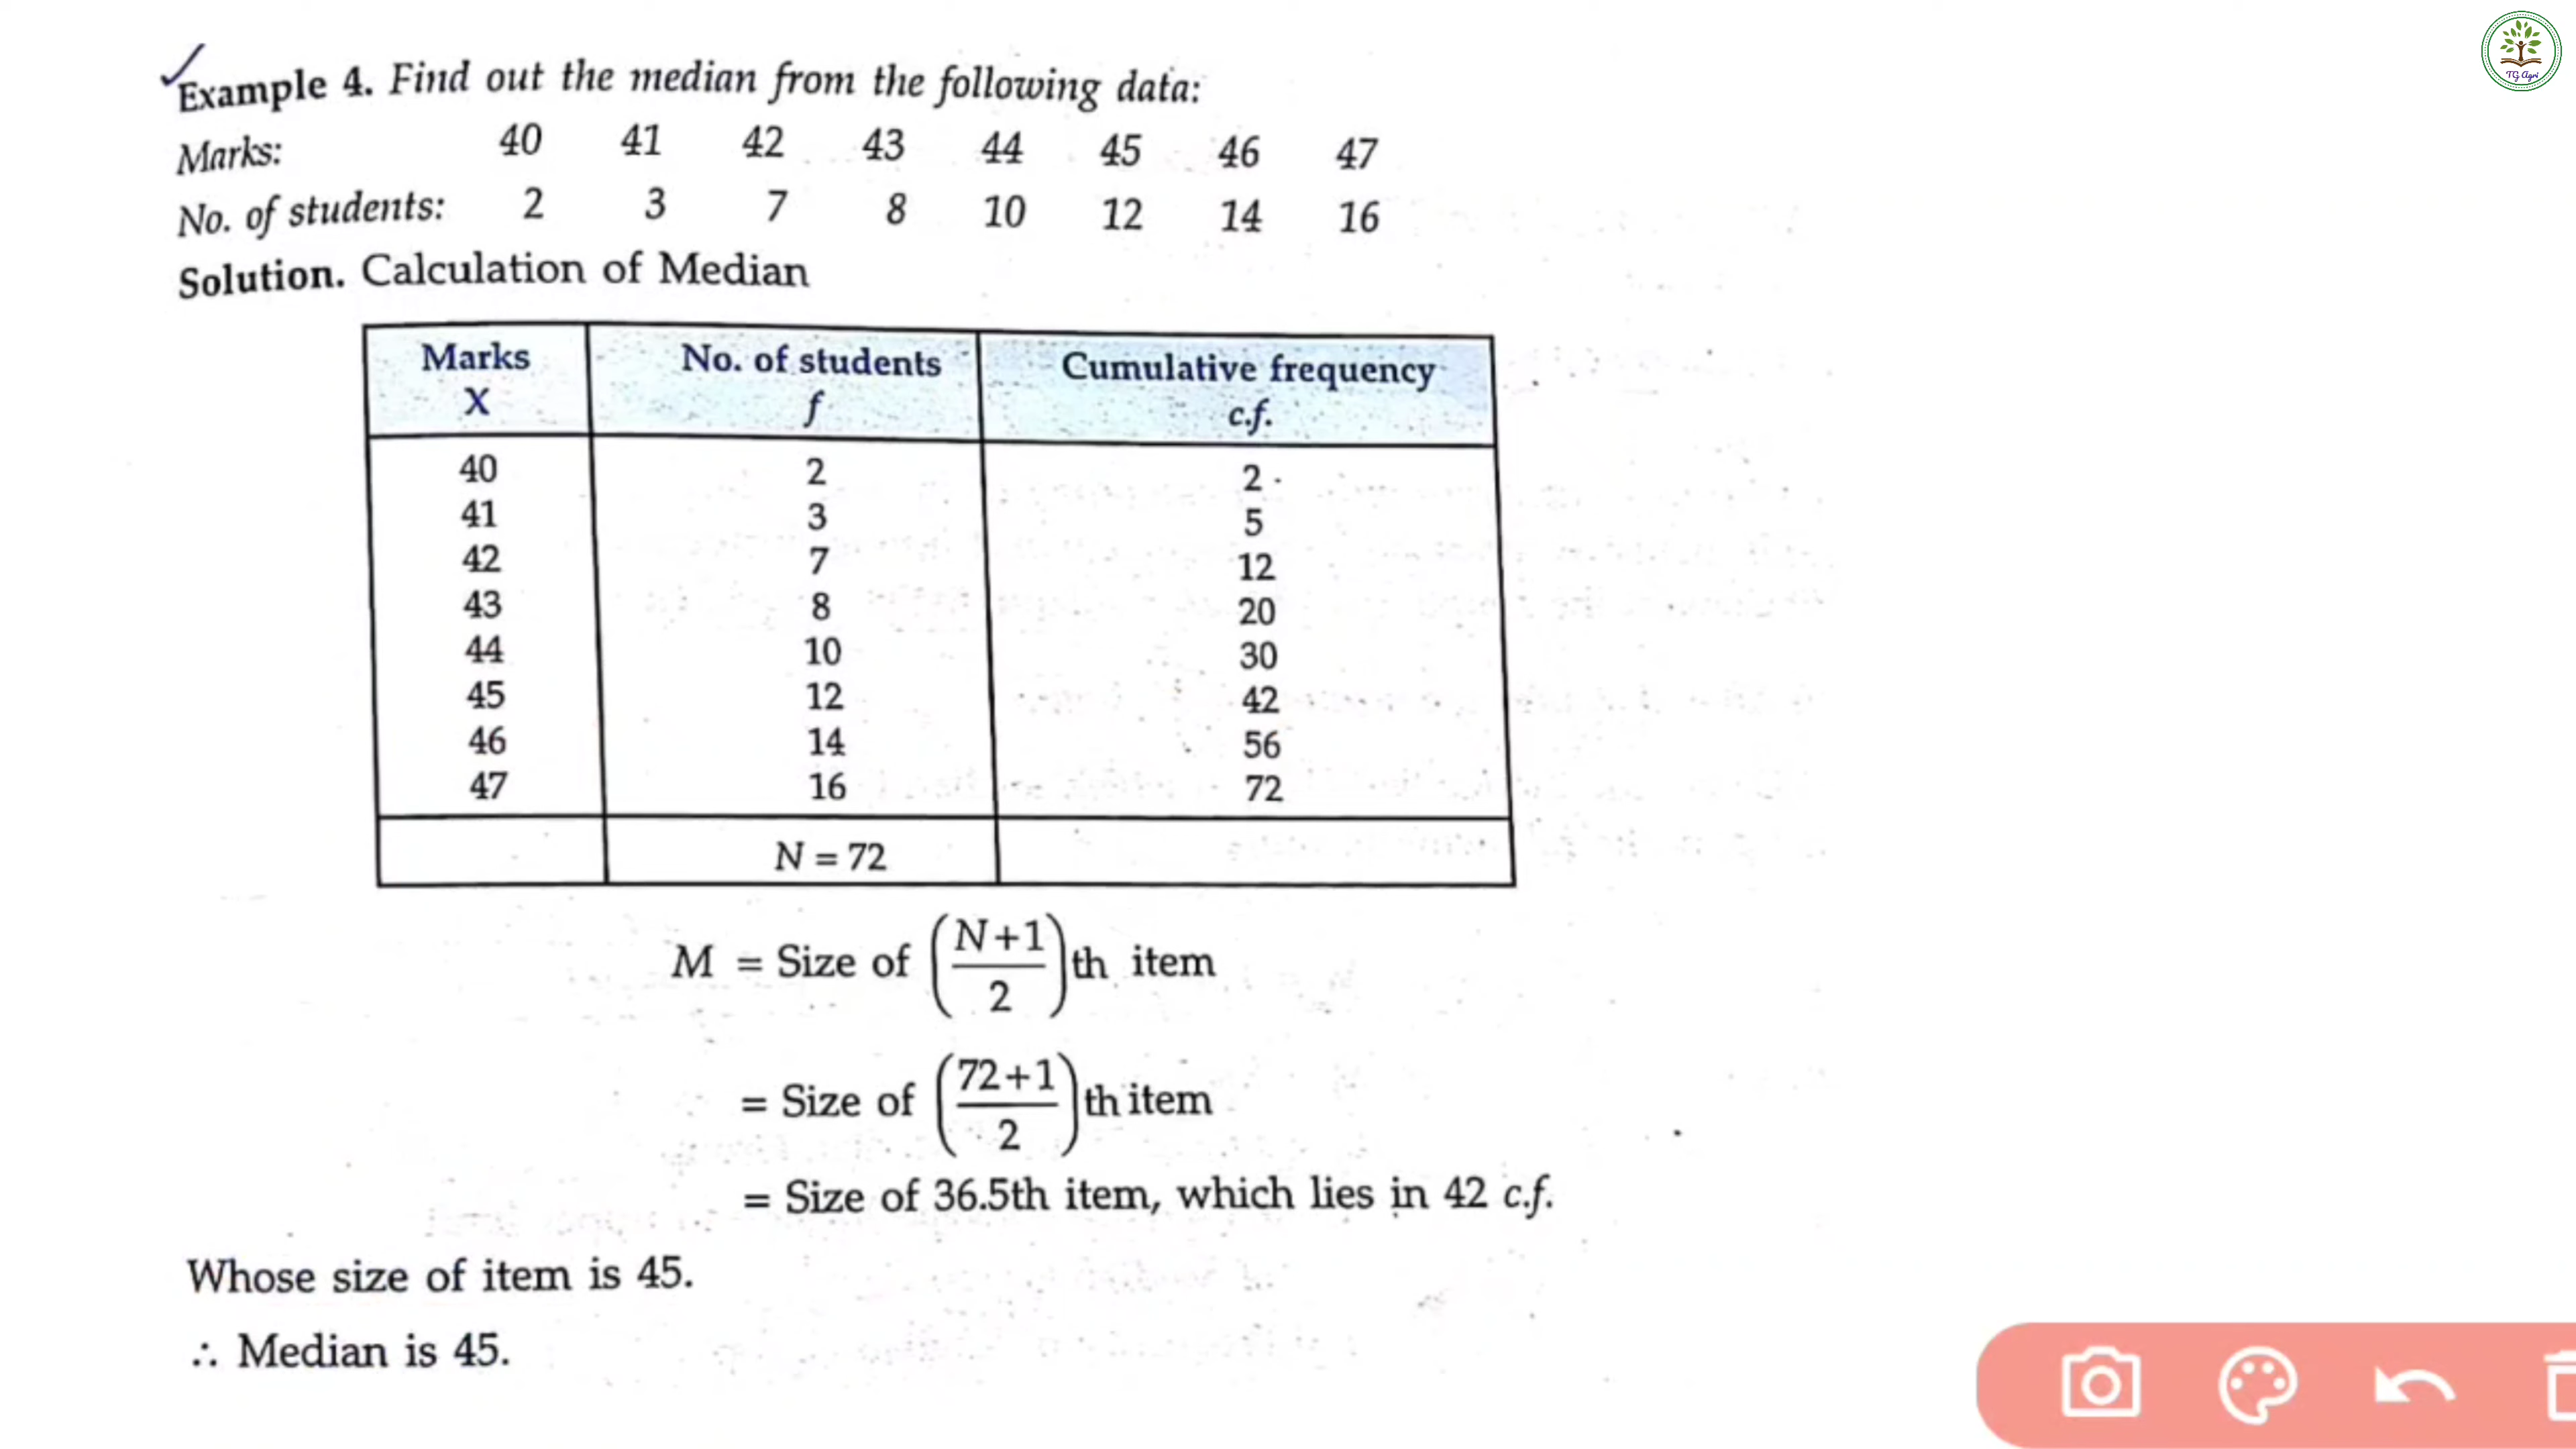 TG Agri
Example 4. Find out the median from the following data:
Marks: 40 41 42 43 44 45 46 47
No. of students: 2 3 7 8 10 12 14 16
Solution. Calculation of Median
Marks X No. of students f Cumulative frequency c.f.
40 2 2
41 3 5
42 7 12
43 8 20
44 10 30
45 12 42
46 14 56
47 16 72
N = 72
M = Size of (N+1/2)th item
= Size of (72+1/2)th item
= Size of 36.5th item, which lies in 42 c.f.
Whose size of item is 45.
∴ Median is 45.